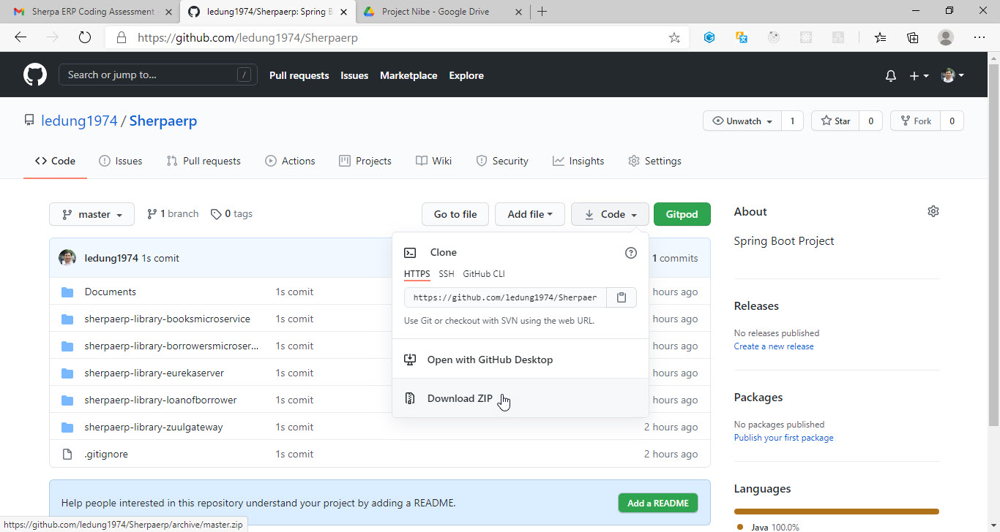 Sherpa ERP Coding Assessment
ledung1974/Sherpaerp: Spring B
Project Nibe - Google Drive
https://github.com/ledung1974/Sherpaerp
Search or jump to...
/
Pull requests Issues Marketplace Explore
ledung1974 / Sherpaerp
Unwatch 1
Star 0
Fork 0
Code Issues Pull requests Actions Projects Wiki Security Insights Settings
master 1 branch 0 tags
Go to file Add file Code Gitpod
ledung1974 1s comit 1 commits
Documents 1s comit hours ago
sherpaerp-library-booksmicroservice 1s comit hours ago
sherpaerp-library-borrowersmicroser... 1s comit hours ago
sherpaerp-library-eurekaserver 1s comit hours ago
sherpaerp-library-loanofborrower 1s comit hours ago
sherpaerp-library-zuulgateway 1s comit 2 hours ago
.gitignore 1s comit 2 hours ago
Clone
HTTPS SSH GitHub CLI
https://github.com/ledung1974/Sherpaer
Use Git or checkout with SVN using the web URL.
Open with GitHub Desktop
Download ZIP
Help people interested in this repository understand your project by adding a README.
Add a README
About
Spring Boot Project
Releases
No releases published
Create a new release
Packages
No packages published
Publish your first package
Languages
Java 100.0%
https://github.com/ledung1974/Sherpaerp/archive/master.zip